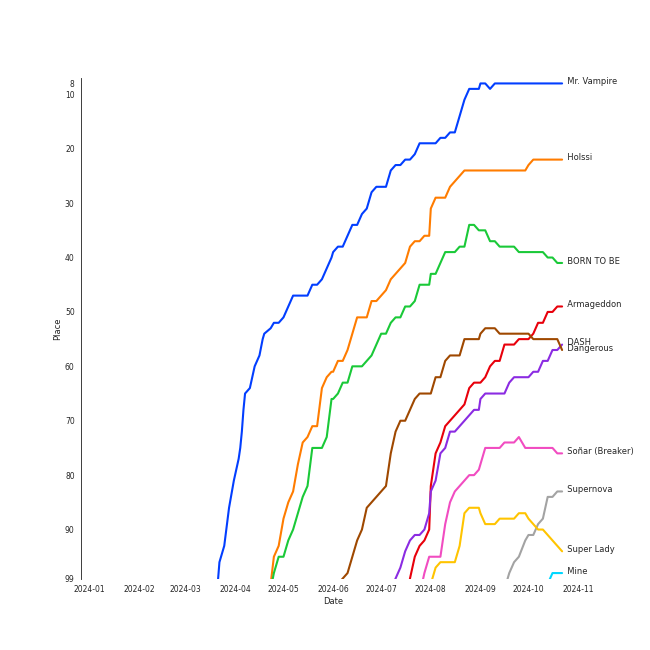 8
10
20
30
40
50
60
70
80
90
99
Place
Mr. Vampire
Holssi
BORN TO BE
Armageddon
DASH
Dangerous
Soñar (Breaker)
Supernova
Super Lady
Mine
2024-01 2024-02 2024-03 2024-04 2024-05 2024-06 2024-07 2024-08 2024-09 2024-10 2024-11
Date